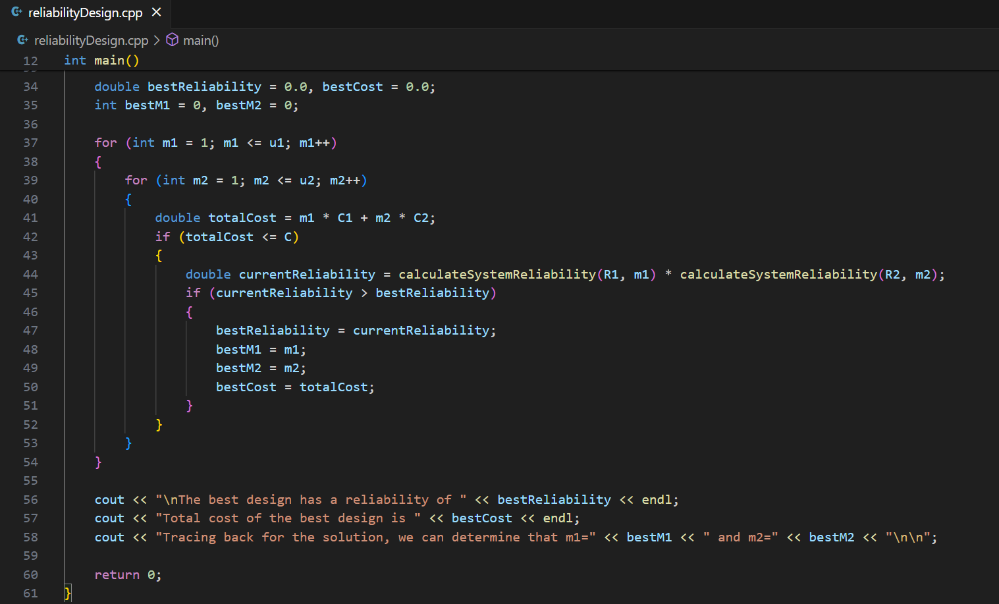 reliabilityDesign.cpp
reliabilityDesign.cpp > main()
12 int main()
34 double bestReliability = 0.0, bestCost = 0.0;
35 int bestM1 = 0, bestM2 = 0;
36
37 for (int m1 = 1; m1 <= u1; m1++)
38 {
39 for (int m2 = 1; m2 <= u2; m2++)
40 {
41 double totalCost = m1 * C1 + m2 * C2;
42 if (totalCost <= C)
43 {
44 double currentReliability = calculateSystemReliability(R1, m1) * calculateSystemReliability(R2, m2);
45 if (currentReliability > bestReliability)
46 {
47 bestReliability = currentReliability;
48 bestM1 = m1;
49 bestM2 = m2;
50 bestCost = totalCost;
51 }
52 }
53 }
54 }
55
56 cout << "\nThe best design has a reliability of " << bestReliability << endl;
57 cout << "Total cost of the best design is " << bestCost << endl;
58 cout << "Tracing back for the solution, we can determine that m1=" << bestM1 << " and m2=" << bestM2 << "\n\n";
59
60 return 0;
61 }